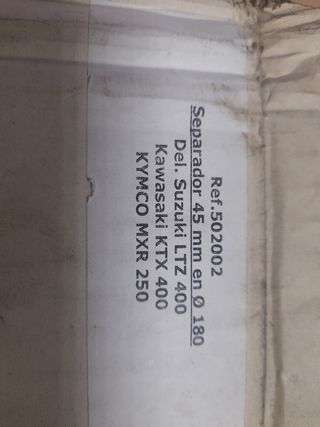 Ref.502002
Separador 45 mm en Ø 180
Del. Suzuki LTZ 400
Kawasaki KTX 400
KYMCO MXR 250